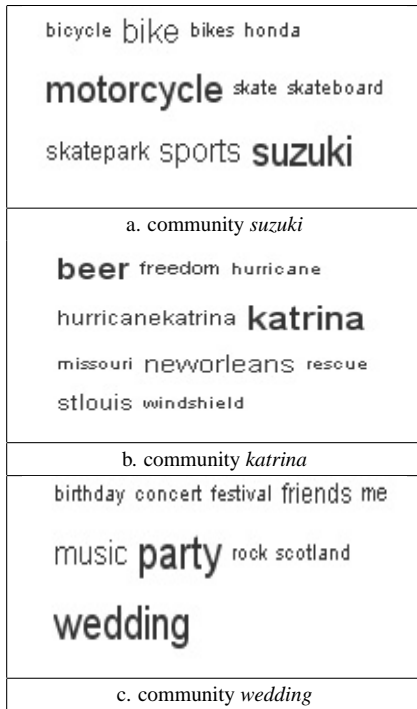 bicycle bike bikes honda
motorcycle skate skateboard
skatepark sports suzuki
a. community suzuki
beer freedom hurricane
hurricanekatrina katrina
missouri neworleans rescue
stlouis windshield
b. community katrina
birthday concert festival friends me
music party rock scotland
wedding
c. community wedding